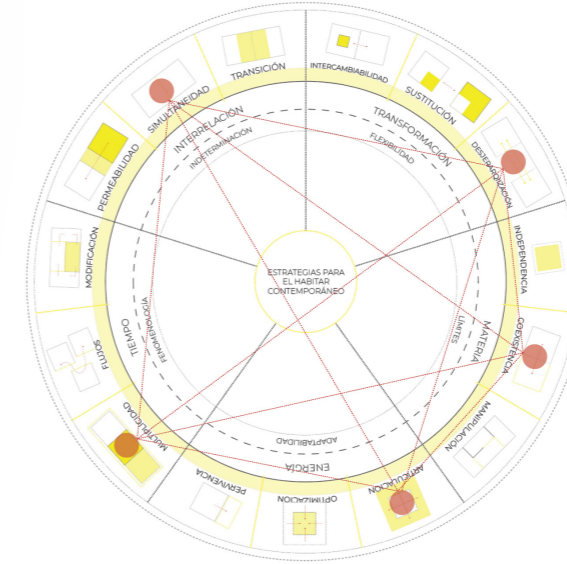 ESTRATEGIAS PARA
EL HABITAR
CONTEMPORÁNEO
INTERCAMBIABILIDAD
SUSTITUCIÓN
DESJERARQUIZACIÓN
INDEPENDENCIA
COEXISTENCIA
MANIPULACIÓN
ARTICULACIÓN
OPTIMIZACIÓN
PERVIVENCIA
MULTIPLICIDAD
FLUJOS
MODIFICACIÓN
PERMEABILIDAD
SIMULTANEIDAD
TRANSICIÓN
TRANSFORMACIÓN
FLEXIBILIDAD
MATERIA
LÍMITES
ENERGÍA
ADAPTABILIDAD
TIEMPO
FENOMENOLOGÍA
INTERRELACIÓN
INDETERMINACIÓN